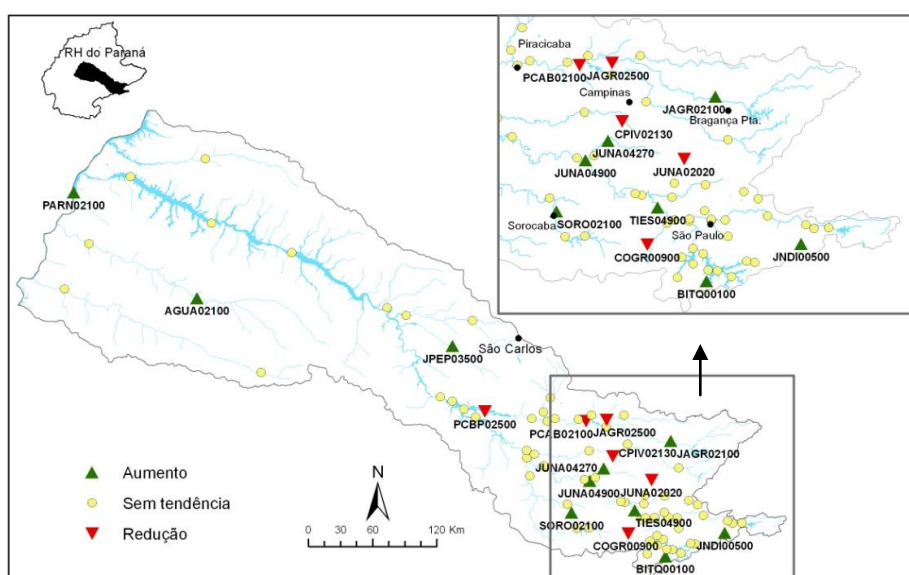 RH do Paraná
Piracicaba
PCAB02100
JAGR02500
Campinas
JAGR02100
Bragança Pta.
CPIV02130
JUNA04270
JUNA04900
JUNA02020
Sorocaba
SORO02100
TIES04900
São Paulo
COGR00900
JNDI00500
BITQ00100
PARN02100
AGUA02100
JPEP03500
São Carlos
PCBP02500
PCAB02100
JAGR02500
CPIV02130
JAGR02100
JUNA04270
JUNA04900
JUNA02020
SORO02100
TIES04900
COGR00900
JNDI00500
BITQ00100
Aumento
Sem tendência
Redução
N
0 30 60 120 Km